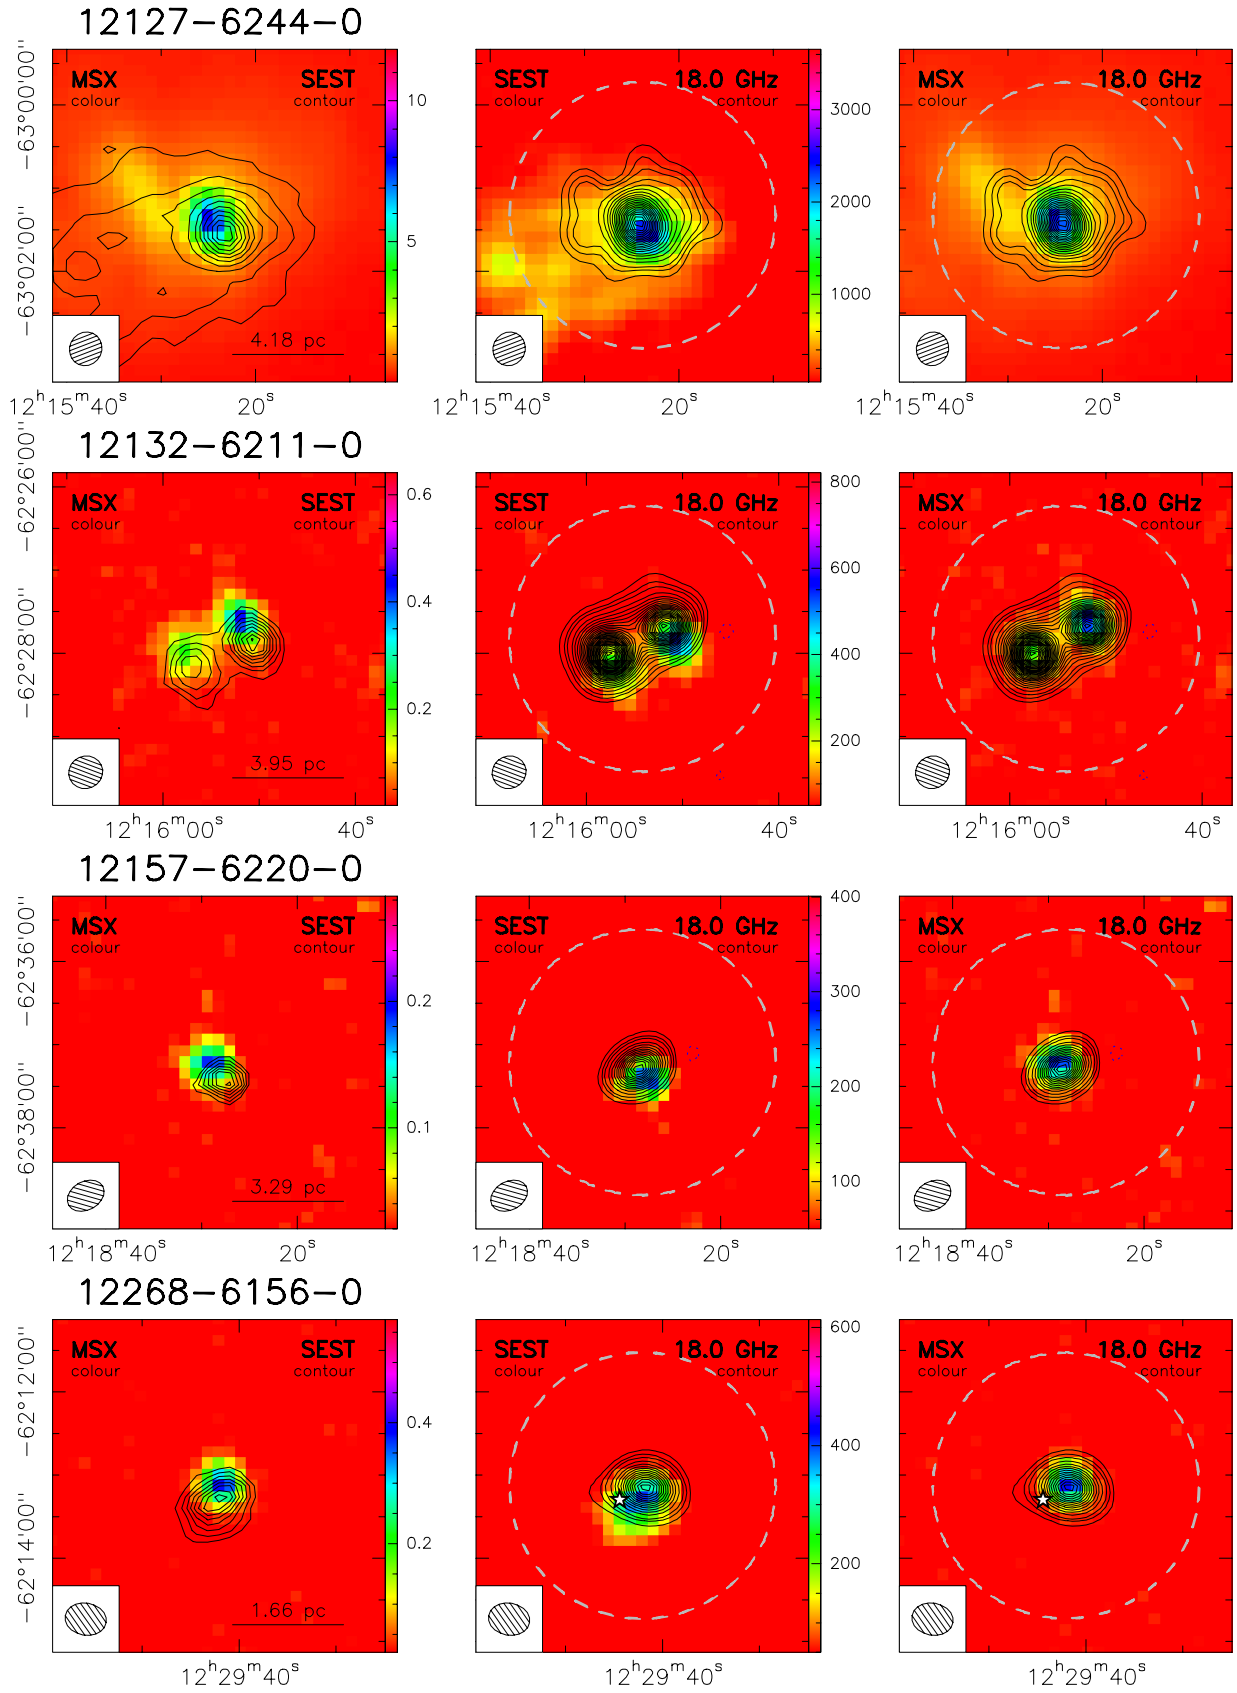 12127−6244−0
MSX SEST
colour contour
SEST 18.0 GHz
colour contour
MSX 18.0 GHz
colour contour
−63°00'00"
−63°02'00"
10
5
3000
2000
1000
4.18 pc
12h15m40s 20s
12h15m40s 20s
12h15m40s 20s
12132−6211−0
MSX SEST
colour contour
SEST 18.0 GHz
colour contour
MSX 18.0 GHz
colour contour
−62°26'00"
−62°28'00"
0.6
0.4
0.2
800
600
400
200
3.95 pc
12h16m00s 40s
12h16m00s 40s
12h16m00s 40s
12157−6220−0
MSX SEST
colour contour
SEST 18.0 GHz
colour contour
MSX 18.0 GHz
colour contour
−62°36'00"
−62°38'00"
0.2
0.1
400
300
200
100
3.29 pc
12h18m40s 20s
12h18m40s 20s
12h18m40s 20s
12268−6156−0
MSX SEST
colour contour
SEST 18.0 GHz
colour contour
MSX 18.0 GHz
colour contour
−62°12'00"
−62°14'00"
0.4
0.2
600
400
200
1.66 pc
12h29m40s
12h29m40s
12h29m40s